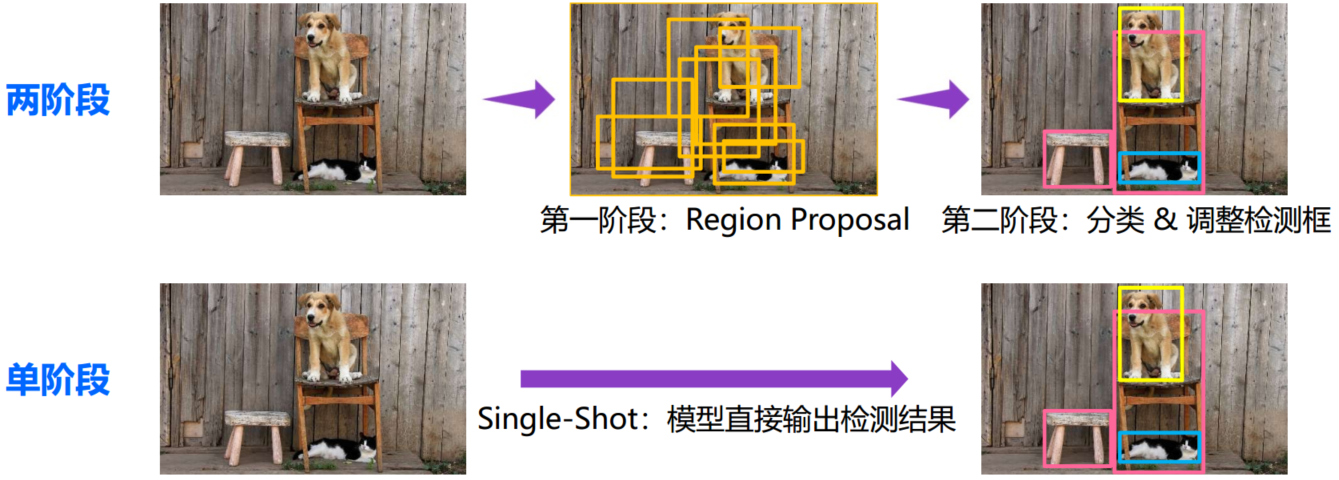 两阶段
第一阶段：Region Proposal
第二阶段：分类 & 调整检测框
单阶段
Single-Shot：模型直接输出检测结果